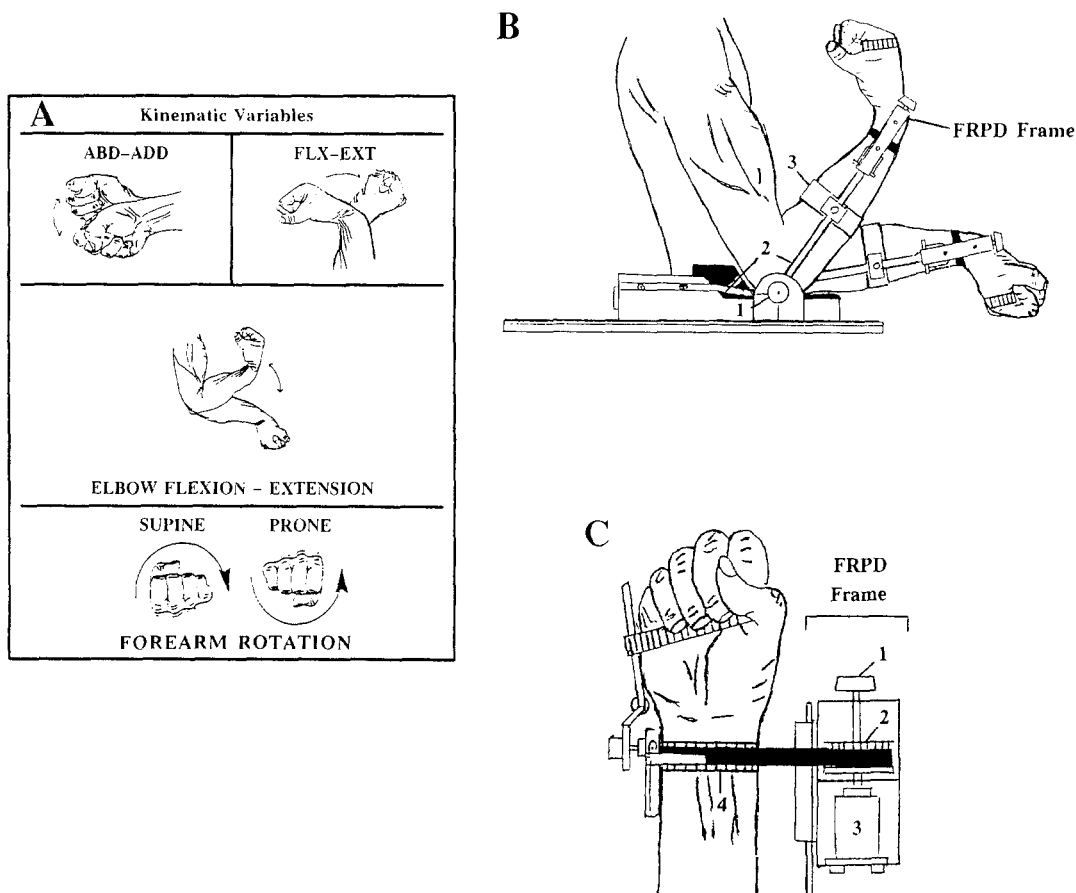 A
Kinematic Variables
ABD-ADD
FLX-EXT
ELBOW FLEXION - EXTENSION
SUPINE PRONE
FOREARM ROTATION
B
FRPD Frame
3
2
1
C
FRPD
Frame
1
2
3
4